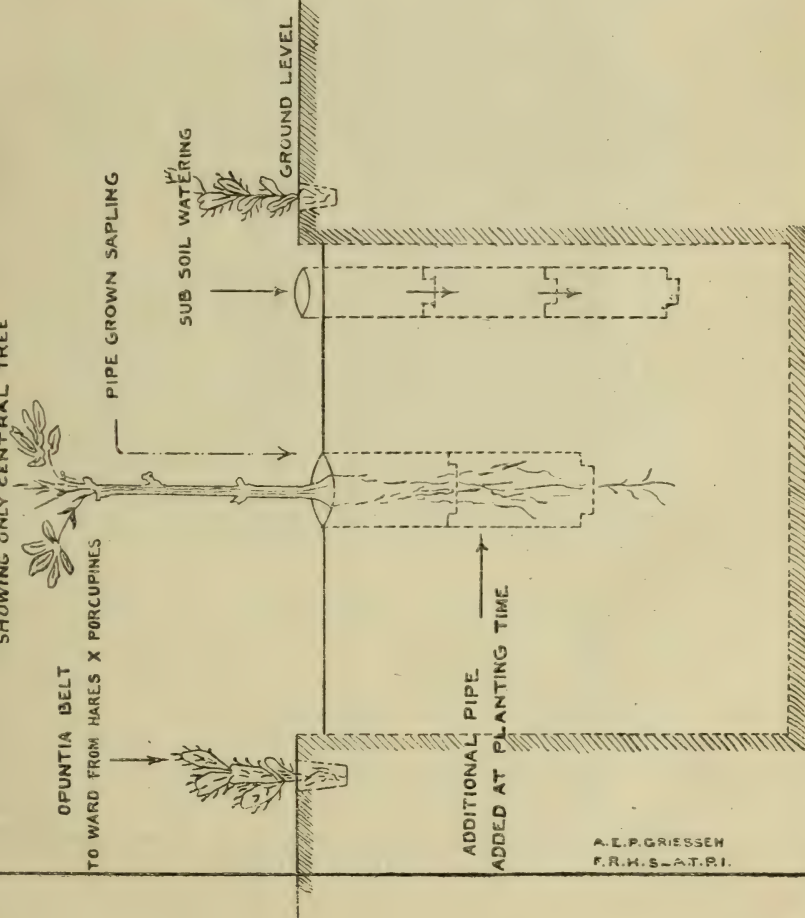 SHOWING ONLY CENTRAL TREE
OPUNTIA BELT
TO WARD FROM HARES X PORCUPINES
PIPE GROWN SAPLING
SUB SOIL WATERING
GROUND LEVEL
ADDITIONAL PIPE
ADDED AT PLANTING TIME
A.E.P.GRIESSEN
F.R.H.S_A.T.P.I.